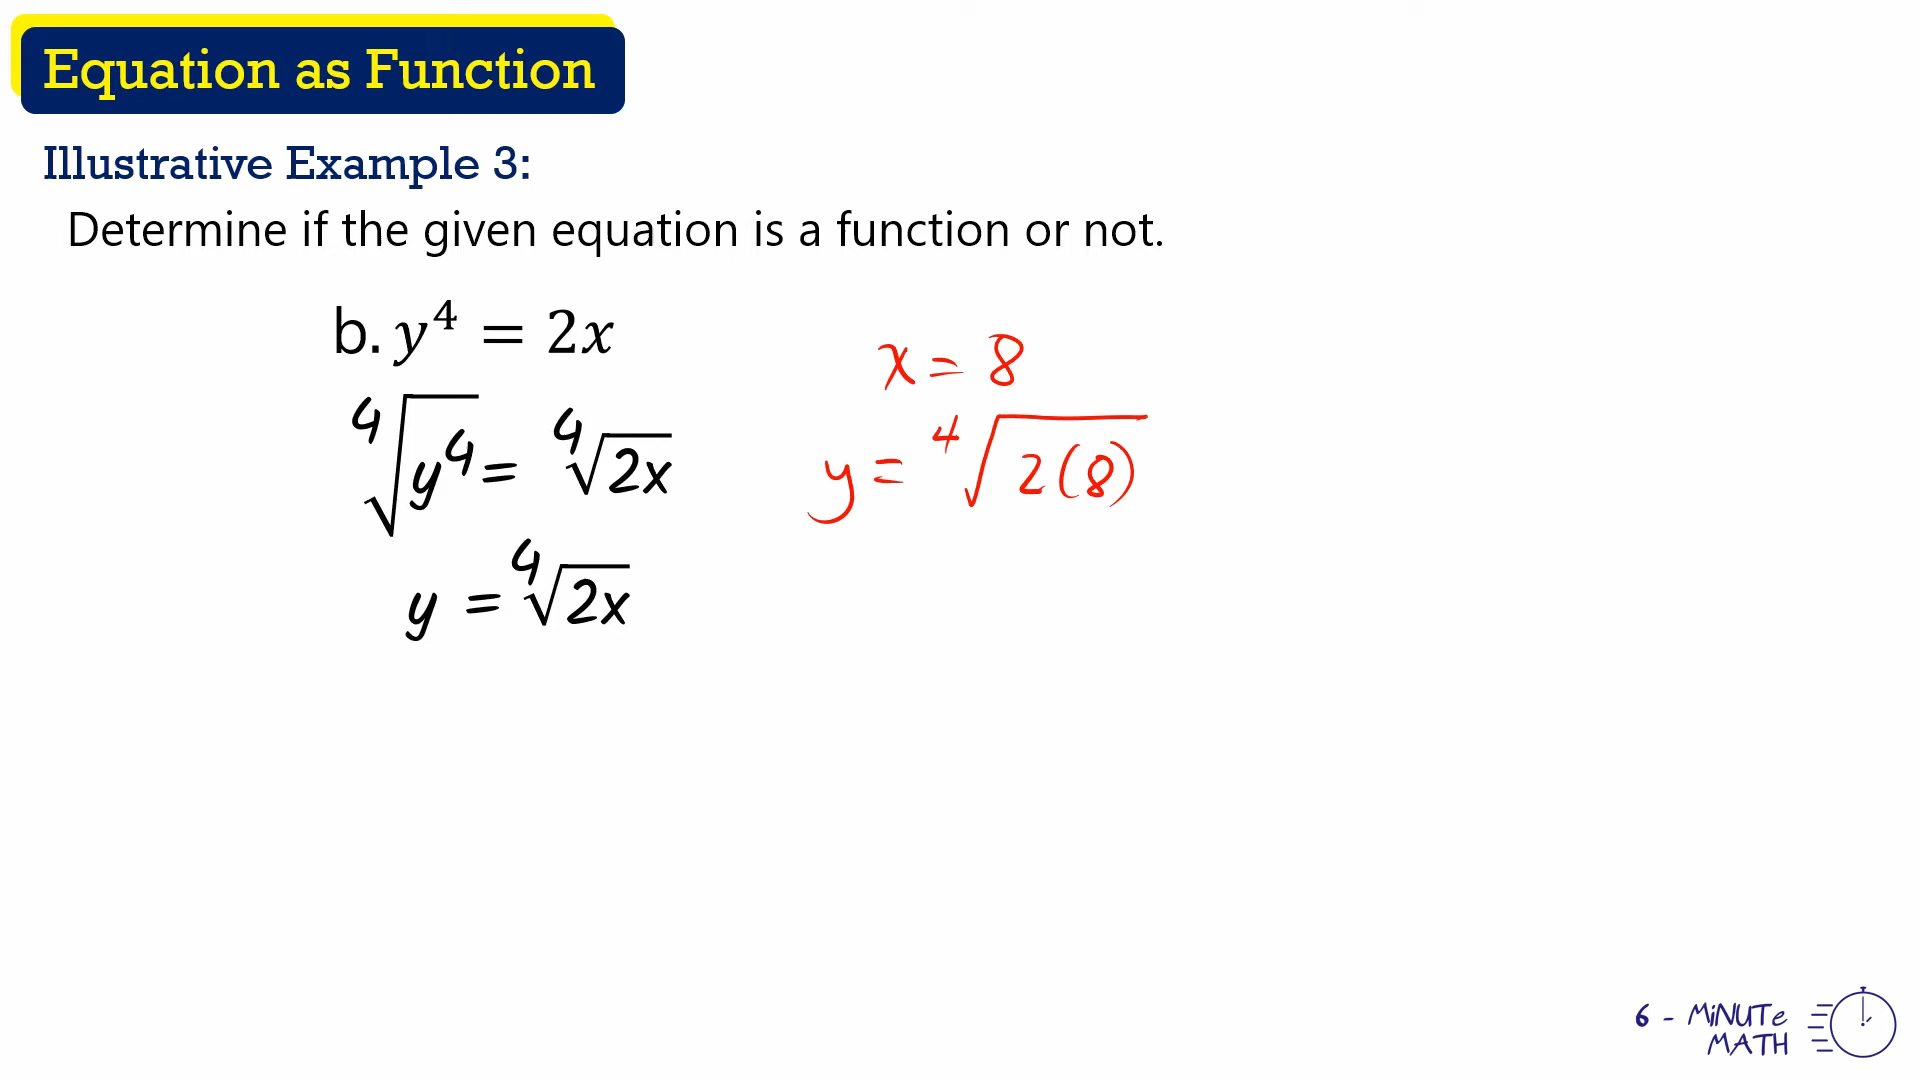 Equation as Function
Illustrative Example 3:
Determine if the given equation is a function or not.
b. y⁴ = 2x
⁴√y⁴ = ⁴√2x
y = ⁴√2x
x = 8
y = ⁴√2(8)
6 - MiNUTe
MATH